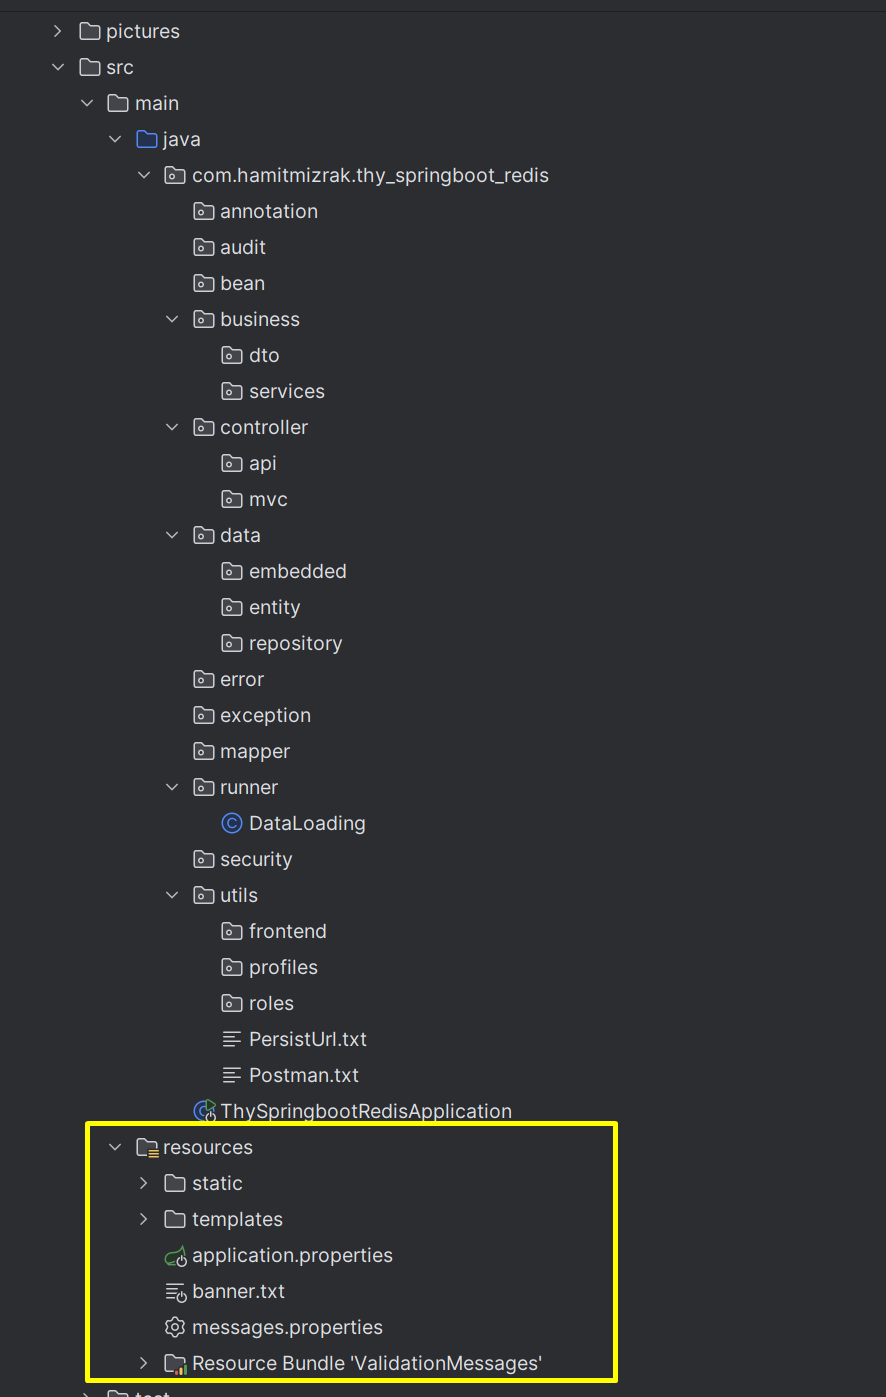 pictures
src
main
java
com.hamitmizrak.thy_springboot_redis
annotation
audit
bean
business
dto
services
controller
api
mvc
data
embedded
entity
repository
error
exception
mapper
runner
DataLoading
security
utils
frontend
profiles
roles
PersistUrl.txt
Postman.txt
ThySpringbootRedisApplication
resources
static
templates
application.properties
banner.txt
messages.properties
Resource Bundle 'ValidationMessages'
test